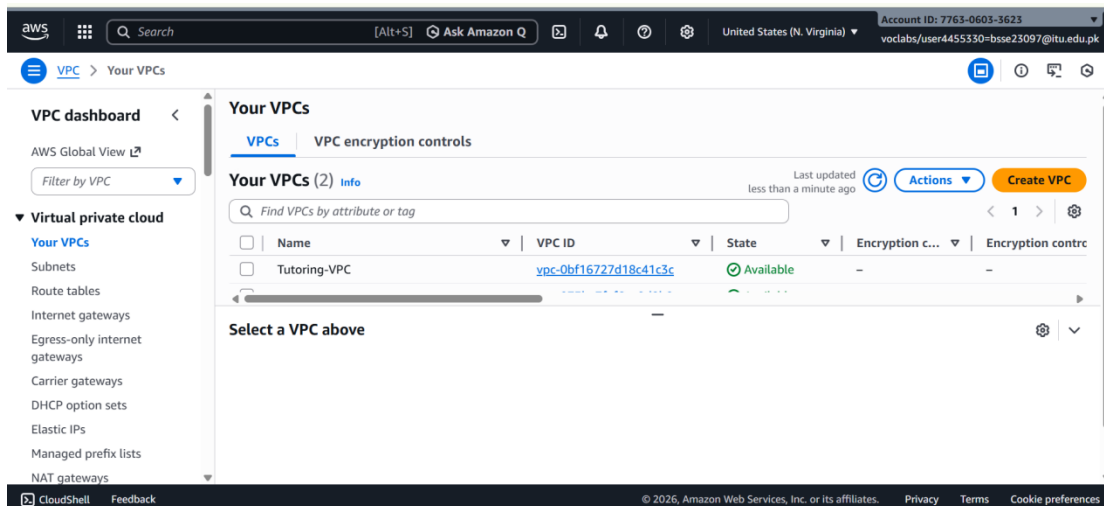 Account ID: 7763-0603-3623
aws Search [Alt+S] Ask Amazon Q United States (N. Virginia) voclabs/user4455330=bsse23097@itu.edu.pk
VPC > Your VPCs
VPC dashboard
AWS Global View
Filter by VPC
Virtual private cloud
Your VPCs
Subnets
Route tables
Internet gateways
Egress-only internet
gateways
Carrier gateways
DHCP option sets
Elastic IPs
Managed prefix lists
NAT gateways
Your VPCs
VPCs VPC encryption controls
Your VPCs (2) Info
Last updated
less than a minute ago
Actions Create VPC
Find VPCs by attribute or tag
1
Name VPC ID State Encryption c... Encryption contro
Tutoring-VPC vpc-0bf16727d18c41c3c Available – –
Select a VPC above
CloudShell Feedback © 2026, Amazon Web Services, Inc. or its affiliates. Privacy Terms Cookie preferences